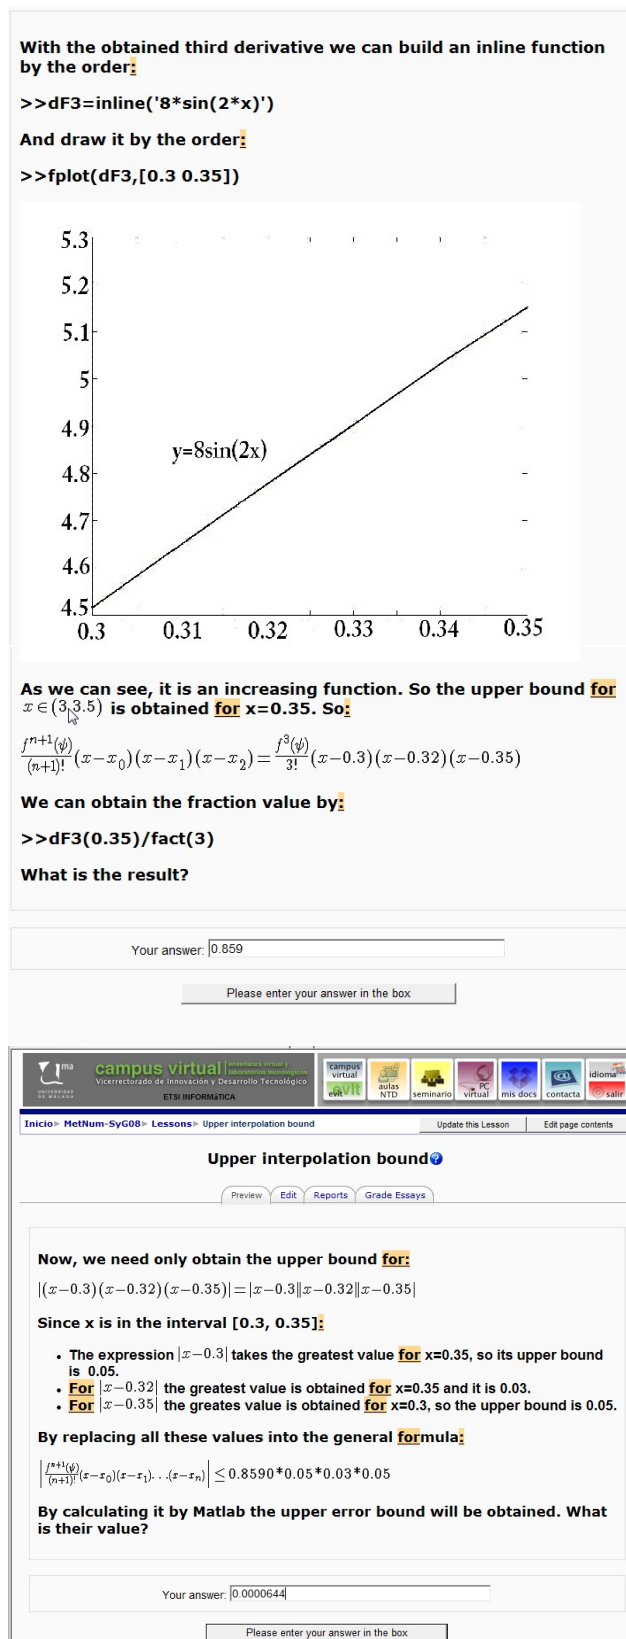 With the obtained third derivative we can build an inline function
by the order:
>>dF3=inline('8*sin(2*x)')
And draw it by the order:
>>fplot(dF3,[0.3 0.35])
5.3
5.2
5.1
5
4.9
4.8
4.7
4.6
4.5
y=8sin(2x)
0.3 0.31 0.32 0.33 0.34 0.35
As we can see, it is an increasing function. So the upper bound for
x∈(3,3.5) is obtained for x=0.35. So:
f^{n+1}(ψ)/(n+1)! (x−x₀)(x−x₁)(x−x₂)= f³(ψ)/3! (x−0.3)(x−0.32)(x−0.35)
We can obtain the fraction value by:
>>dF3(0.35)/fact(3)
What is the result?
Your answer: 0.859
Please enter your answer in the box
UNIVERSIDAD DE MALAGA
campus virtual enseñanza virtual y laboratorios tecnológicos
Vicerrectorado de Innovación y Desarrollo Tecnológico
ETSI INFORMÁTICA
campus virtual evlt
aulas NTD
seminario
PC virtual
mis docs
contacta
idioma
salir
Inicio MetNum-SyG08 Lessons Upper interpolation bound Update this Lesson Edit page contents
Upper interpolation bound?
Preview Edit Reports Grade Essays
Now, we need only obtain the upper bound for:
|(x−0.3)(x−0.32)(x−0.35)|=|x−0.3||x−0.32||x−0.35|
Since x is in the interval [0.3, 0.35]:
• The expression |x−0.3| takes the greatest value for x=0.35, so its upper bound
is 0.05.
• For |x−0.32| the greatest value is obtained for x=0.35 and it is 0.03.
• For |x−0.35| the greates value is obtained for x=0.3, so the upper bound is 0.05.
By replacing all these values into the general formula:
|f^{n+1}(ψ)/(n+1)! (x−x₀)(x−x₁)...(x−xₙ)| ≤0.8590*0.05*0.03*0.05
By calculating it by Matlab the upper error bound will be obtained. What
is their value?
Your answer: 0.0000644
Please enter your answer in the box